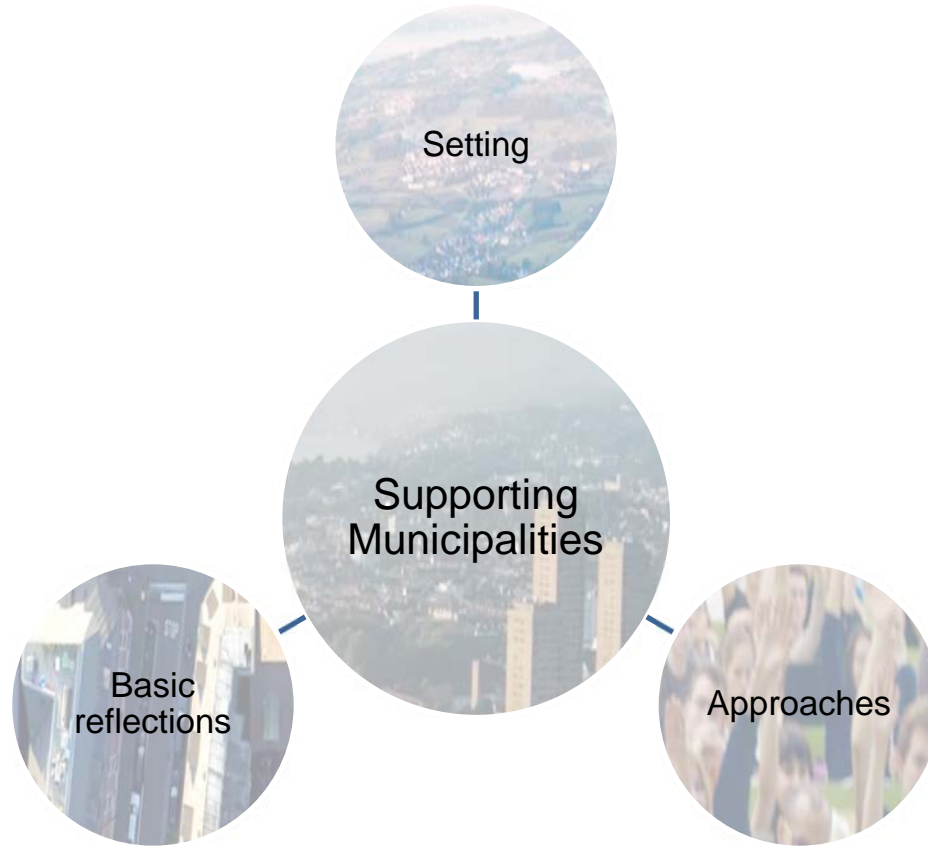 Setting
Supporting
Municipalities
Basic
reflections
Approaches